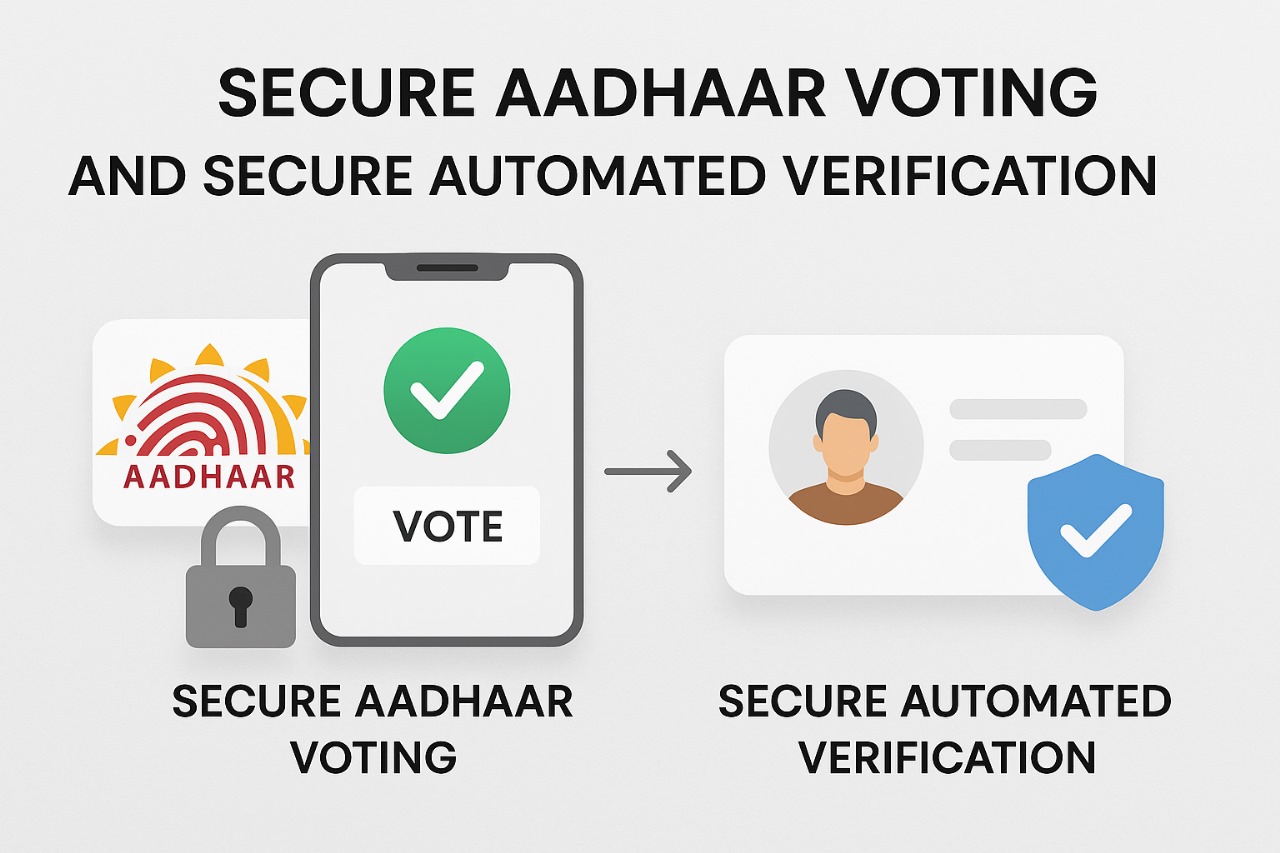 SECURE AADHAAR VOTING
AND SECURE AUTOMATED VERIFICATION
AADHAAR
VOTE
SECURE AADHAAR
VOTING
SECURE AUTOMATED
VERIFICATION